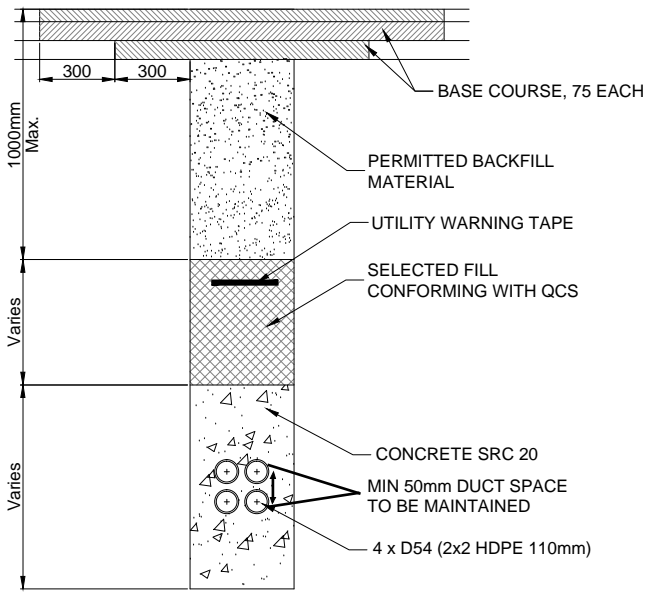 300
300
BASE COURSE, 75 EACH
1000mm
Max.
PERMITTED BACKFILL
MATERIAL
UTILITY WARNING TAPE
SELECTED FILL
CONFORMING WITH QCS
Varies
CONCRETE SRC 20
MIN 50mm DUCT SPACE
TO BE MAINTAINED
Varies
4 x D54 (2x2 HDPE 110mm)